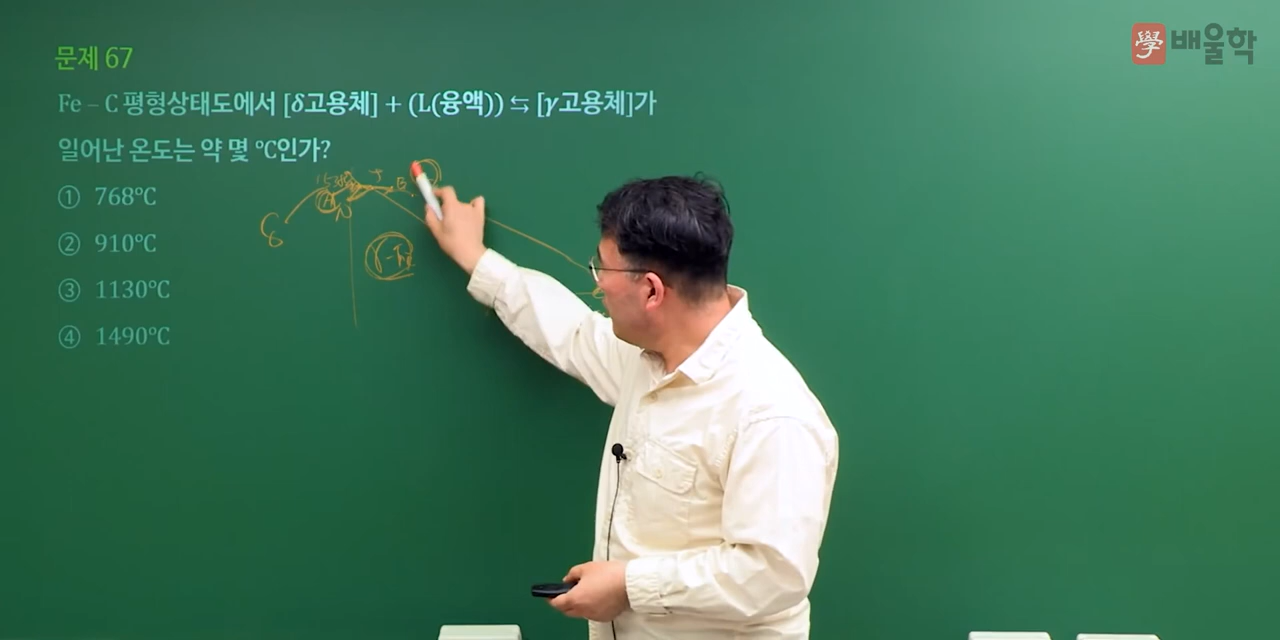 문제 67
學 배울학
Fe – C 평형상태도에서 [δ고용체] + (L(융액)) ⇆ [γ고용체]가
일어난 온도는 약 몇 ℃인가?
① 768℃
② 910℃
③ 1130℃
④ 1490℃
γ-Fe